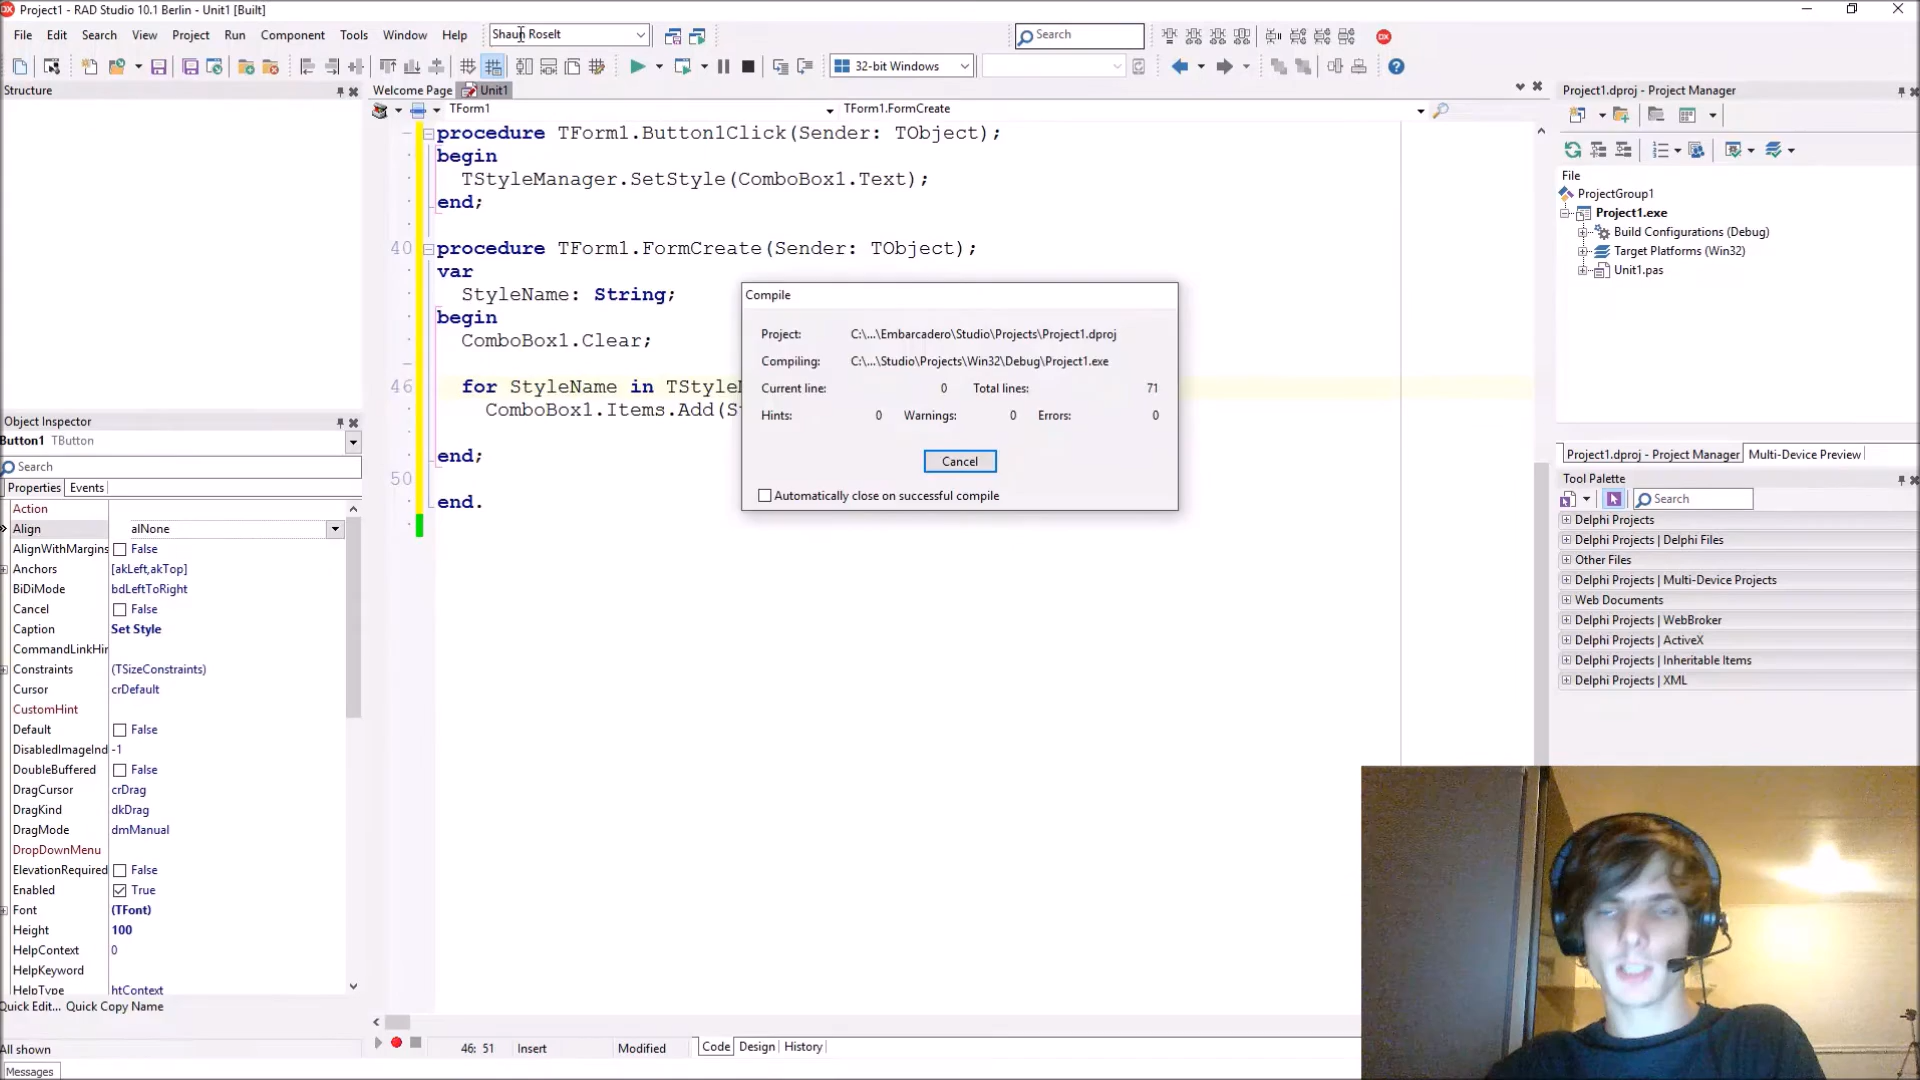 Project1 - RAD Studio 10.1 Berlin - Unit1 [Built]
File Edit Search View Project Run Component Tools Window Help
Shaun Roselt
Search
32-bit Windows
Structure
Welcome Page
Unit1
TForm1
TForm1.FormCreate
procedure TForm1.Button1Click(Sender: TObject);
begin
TStyleManager.SetStyle(ComboBox1.Text);
end;
40
procedure TForm1.FormCreate(Sender: TObject);
var
StyleName: String;
begin
ComboBox1.Clear;
46
for StyleName in TStyle
ComboBox1.Items.Add(S
end;
50
end.
Compile
Project: C:\...\Embarcadero\Studio\Projects\Project1.dproj
Compiling: C:\...\Studio\Projects\Win32\Debug\Project1.exe
Current line: 0 Total lines: 71
Hints: 0 Warnings: 0 Errors: 0
Cancel
Automatically close on successful compile
Object Inspector
Button1 TButton
Search
Properties Events
Action
Align alNone
AlignWithMargins False
Anchors [akLeft,akTop]
BiDiMode bdLeftToRight
Cancel False
Caption Set Style
CommandLinkHin
Constraints (TSizeConstraints)
Cursor crDefault
CustomHint
Default False
DisabledImageInd -1
DoubleBuffered False
DragCursor crDrag
DragKind dkDrag
DragMode dmManual
DropDownMenu
ElevationRequired False
Enabled True
Font (TFont)
Height 100
HelpContext 0
HelpKeyword
HelpType htContext
Quick Edit... Quick Copy Name
All shown
Messages
46: 51 Insert Modified
Code Design History
Project1.dproj - Project Manager
File
ProjectGroup1
Project1.exe
Build Configurations (Debug)
Target Platforms (Win32)
Unit1.pas
Project1.dproj - Project Manager Multi-Device Preview
Tool Palette
Search
Delphi Projects
Delphi Projects | Delphi Files
Other Files
Delphi Projects | Multi-Device Projects
Web Documents
Delphi Projects | WebBroker
Delphi Projects | ActiveX
Delphi Projects | Inheritable Items
Delphi Projects | XML